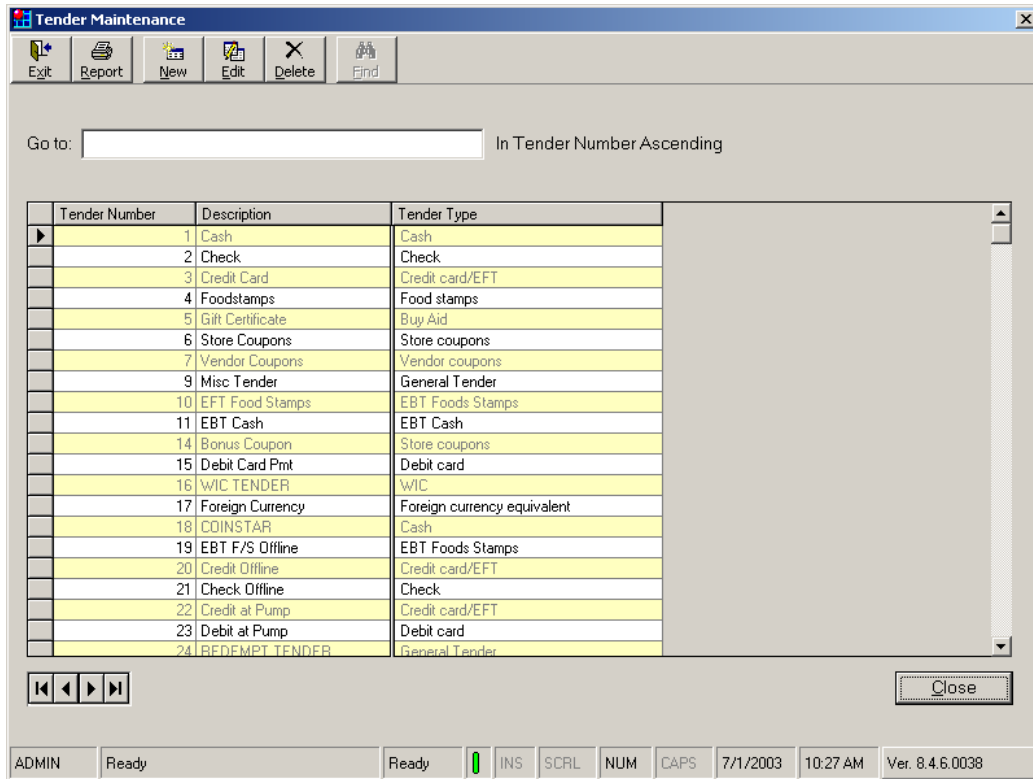 Tender Maintenance
Exit Report New Edit Delete Find
Go to: In Tender Number Ascending
Tender Number Description Tender Type
1 Cash Cash
2 Check Check
3 Credit Card Credit card/EFT
4 Foodstamps Food stamps
5 Gift Certificate Buy Aid
6 Store Coupons Store coupons
7 Vendor Coupons Vendor coupons
9 Misc Tender General Tender
10 EFT Food Stamps EBT Foods Stamps
11 EBT Cash EBT Cash
14 Bonus Coupon Store coupons
15 Debit Card Pmt Debit card
16 WIC TENDER WIC
17 Foreign Currency Foreign currency equivalent
18 COINSTAR Cash
19 EBT F/S Offline EBT Foods Stamps
20 Credit Offline Credit card/EFT
21 Check Offline Check
22 Credit at Pump Credit card/EFT
23 Debit at Pump Debit card
24 REDEMPT TENDER General Tender
Close
ADMIN Ready Ready INS SCRL NUM CAPS 7/1/2003 10:27 AM Ver. 8.4.6.0038